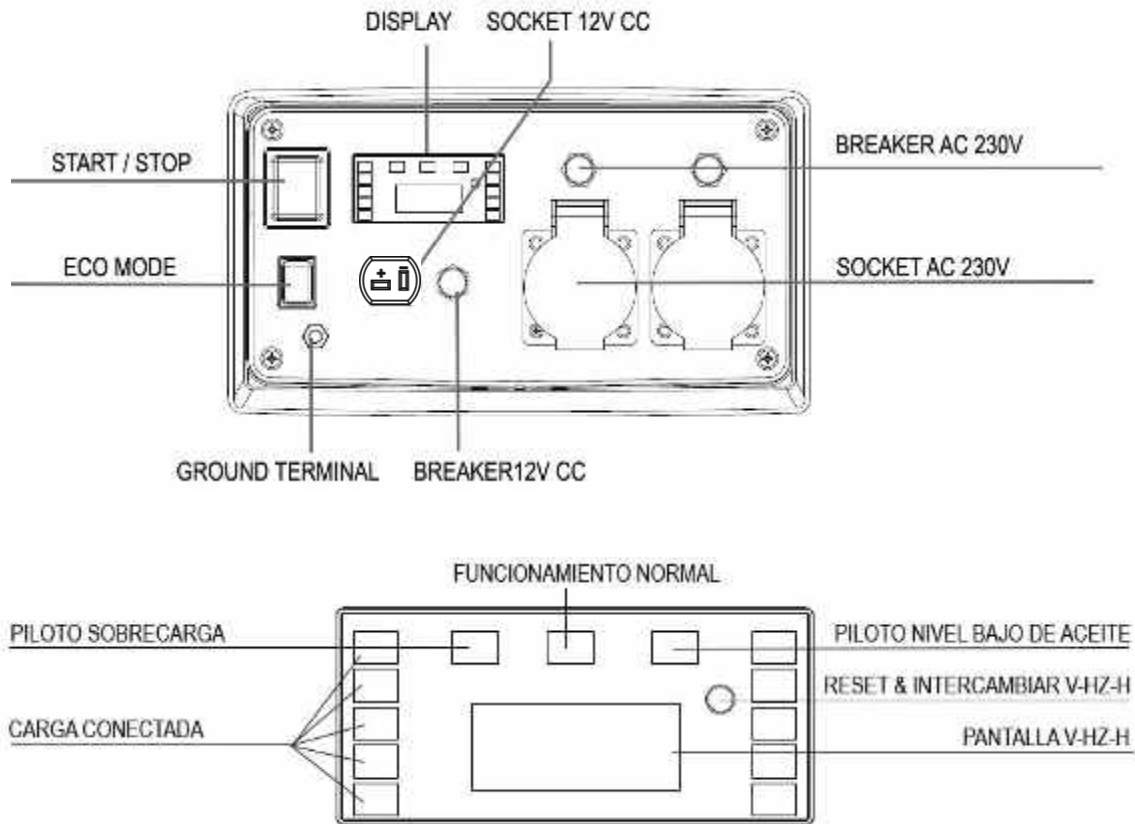 DISPLAY
SOCKET 12V CC
START / STOP
BREAKER AC 230V
ECO MODE
SOCKET AC 230V
GROUND TERMINAL
BREAKER12V CC
FUNCIONAMIENTO NORMAL
PILOTO SOBRECARGA
PILOTO NIVEL BAJO DE ACEITE
RESET & INTERCAMBIAR V-HZ-H
CARGA CONECTADA
PANTALLA V-HZ-H